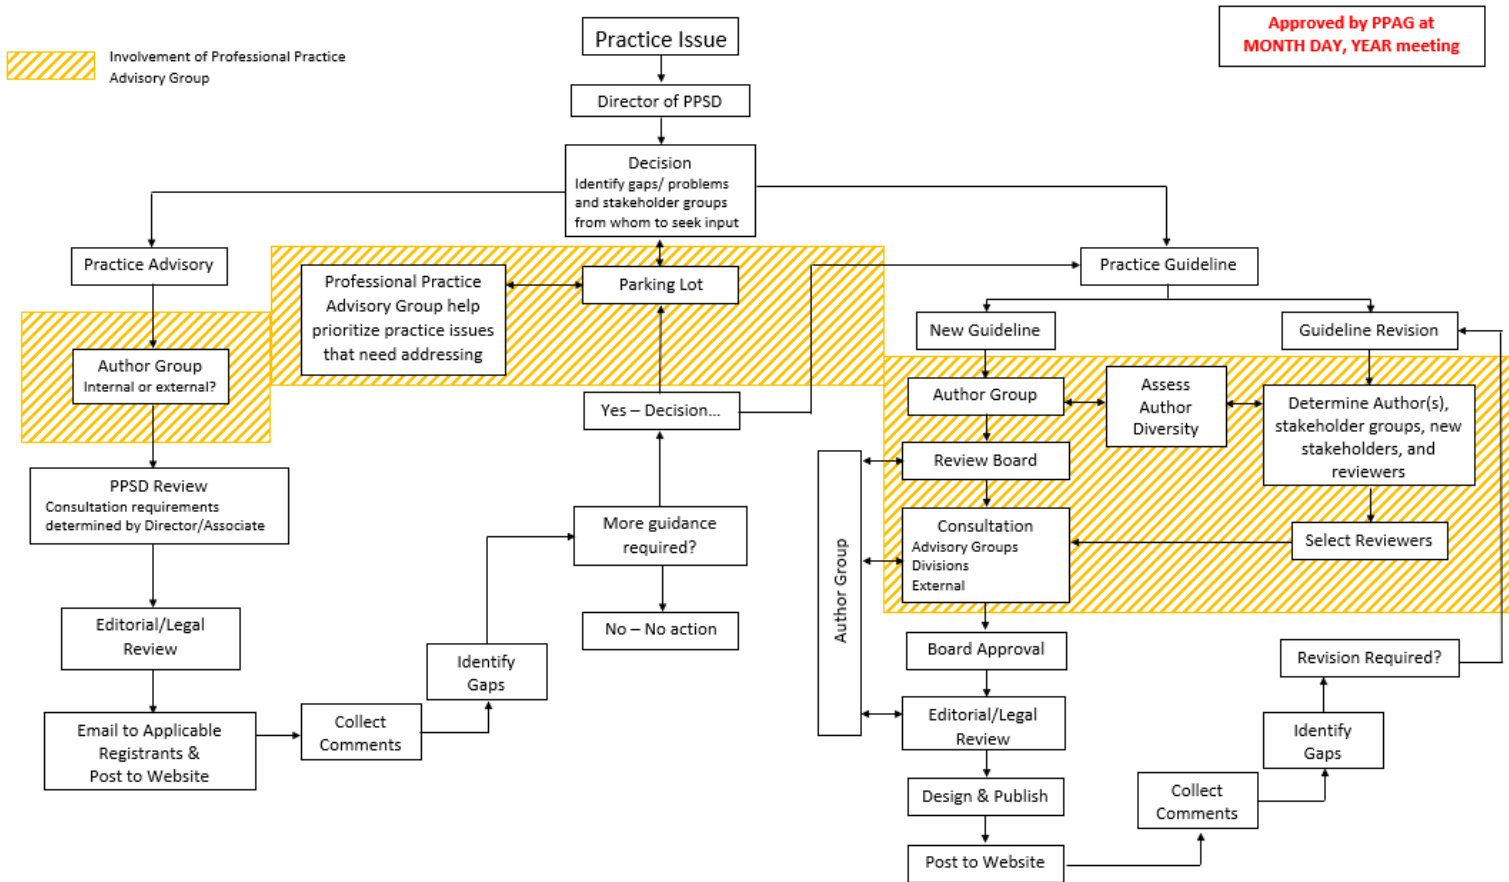 Practice Issue
Approved by PPAG at
MONTH DAY, YEAR meeting
Involvement of Professional Practice
Advisory Group
Director of PPSD
Decision
Identify gaps/ problems
and stakeholder groups
from whom to seek input
Practice Advisory
Professional Practice
Advisory Group help
prioritize practice issues
that need addressing
Parking Lot
Practice Guideline
New Guideline
Guideline Revision
Author Group
Internal or external?
Yes – Decision...
Author Group
Assess
Author
Diversity
Determine Author(s),
stakeholder groups, new
stakeholders, and
reviewers
Review Board
PPSD Review
Consultation requirements
determined by Director/Associate
More guidance
required?
Consultation
Advisory Groups
Divisions
External
Select Reviewers
Author Group
Editorial/Legal
Review
No – No action
Identify
Gaps
Board Approval
Revision Required?
Email to Applicable
Registrants &
Post to Website
Collect
Comments
Editorial/Legal
Review
Identify
Gaps
Design & Publish
Collect
Comments
Post to Website